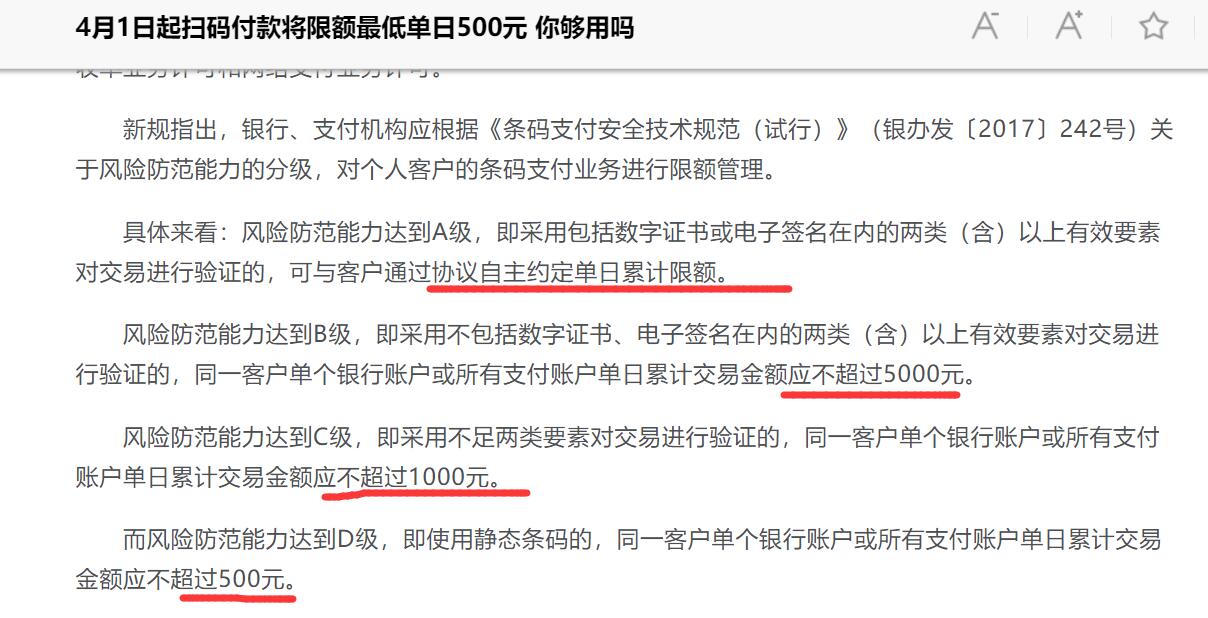 4月1日起扫码付款将限额最低单日500元 你够用吗
A-
A+
收单业务许可和网络支付业务许可。
新规指出，银行、支付机构应根据《条码支付安全技术规范（试行）》（银办发〔2017〕242号）关
于风险防范能力的分级，对个人客户的条码支付业务进行限额管理。
具体来看：风险防范能力达到A级，即采用包括数字证书或电子签名在内的两类（含）以上有效要素
对交易进行验证的，可与客户通过协议自主约定单日累计限额。
风险防范能力达到B级，即采用不包括数字证书、电子签名在内的两类（含）以上有效要素对交易进
行验证的，同一客户单个银行账户或所有支付账户单日累计交易金额应不超过5000元。
风险防范能力达到C级，即采用不足两类要素对交易进行验证的，同一客户单个银行账户或所有支付
账户单日累计交易金额应不超过1000元。
而风险防范能力达到D级，即使用静态条码的，同一客户单个银行账户或所有支付账户单日累计交易
金额应不超过500元。